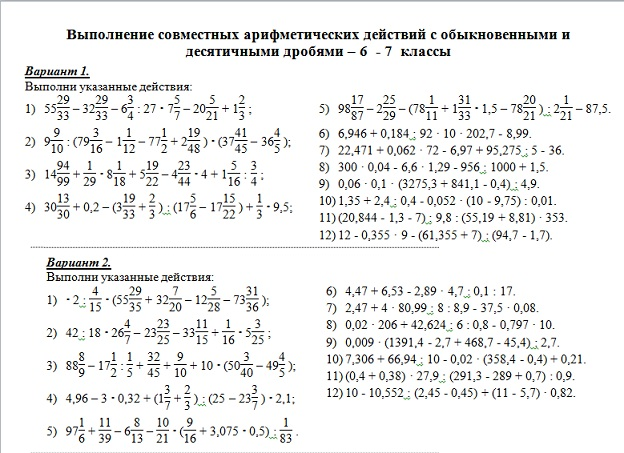 Выполнение совместных арифметических действий с обыкновенными и
десятичными дробями – 6 - 7 классы
Вариант 1.
Выполни указанные действия:
1) 55 29/33 – 32 29/33 – 6 3/4 : 27 · 7 5/7 – 20 5/21 + 1 2/3 ;
2) 9 9/10 : (79 3/16 – 1 1/12 – 77 1/2 + 2 19/48) · (37 41/45 – 36 4/5);
3) 14 94/99 + 1/29 · 8 1/18 + 5 19/22 – 4 23/44 · 4 + 1 5/16 : 3/4 ;
4) 30 13/30 + 0,2 – (3 19/33 + 2/3) : (17 5/6 – 17 15/22) + 1/3 · 9,5;
5) 98 17/87 – 2 25/29 – (78 1/11 + 1 31/33 · 1,5 – 78 20/21) : 2 1/21 – 87,5.
6) 6,946 + 0,184 : 92 · 10 · 202,7 - 8,99.
7) 22,471 + 0,062 · 72 - 6,97 + 95,275 : 5 - 36.
8) 300 · 0,04 - 6,6 · 1,29 - 956 : 1000 + 1,5.
9) 0,06 · 0,1 · (3275,3 + 841,1 - 0,4) : 4,9.
10) 1,35 + 2,4 : 0,4 - 0,052 · (10 - 9,75) : 0,01.
11) (20,844 - 1,3 - 7) : 9,8 : (55,19 + 8,81) · 353.
12) 12 - 0,355 · 9 - (61,355 + 7) : (94,7 - 1,7).
Вариант 2.
Выполни указанные действия:
1) · 2 : 4/15 · (55 29/35 + 32 7/20 – 12 5/28 – 73 31/36);
2) 42 : 18 · 26 4/7 – 23 23/25 – 33 11/15 + 1/16 · 5 3/25 ;
3) 88 8/9 – 17 1/2 : 1/5 + 32/45 + 9/10 + 10 · (50 3/40 – 49 4/5);
4) 4,96 – 3 · 0,32 + (1 3/7 + 2/3) : (25 – 23 3/7) · 2,1;
5) 97 1/6 + 11/39 – 6 8/13 – 10/21 · (9/16 + 3,075 · 0,5) : 1/83 .
6) 4,47 + 6,53 - 2,89 · 4,7 : 0,1 : 17.
7) 2,47 + 4 · 80,99 : 8 : 8,9 - 37,5 · 0,08.
8) 0,02 · 206 + 42,624 : 6 : 0,8 - 0,797 · 10.
9) 0,009 · (1391,4 - 2,7 + 468,7 - 45,4) : 2,7.
10) 7,306 + 66,94 : 10 - 0,02 · (358,4 - 0,4) + 0,21.
11) (0,4 + 0,38) · 27,9 : (291,3 - 289 + 0,7) : 0,9.
12) 10 - 10,552 : (2,45 - 0,45) + (11 - 5,7) · 0,82.